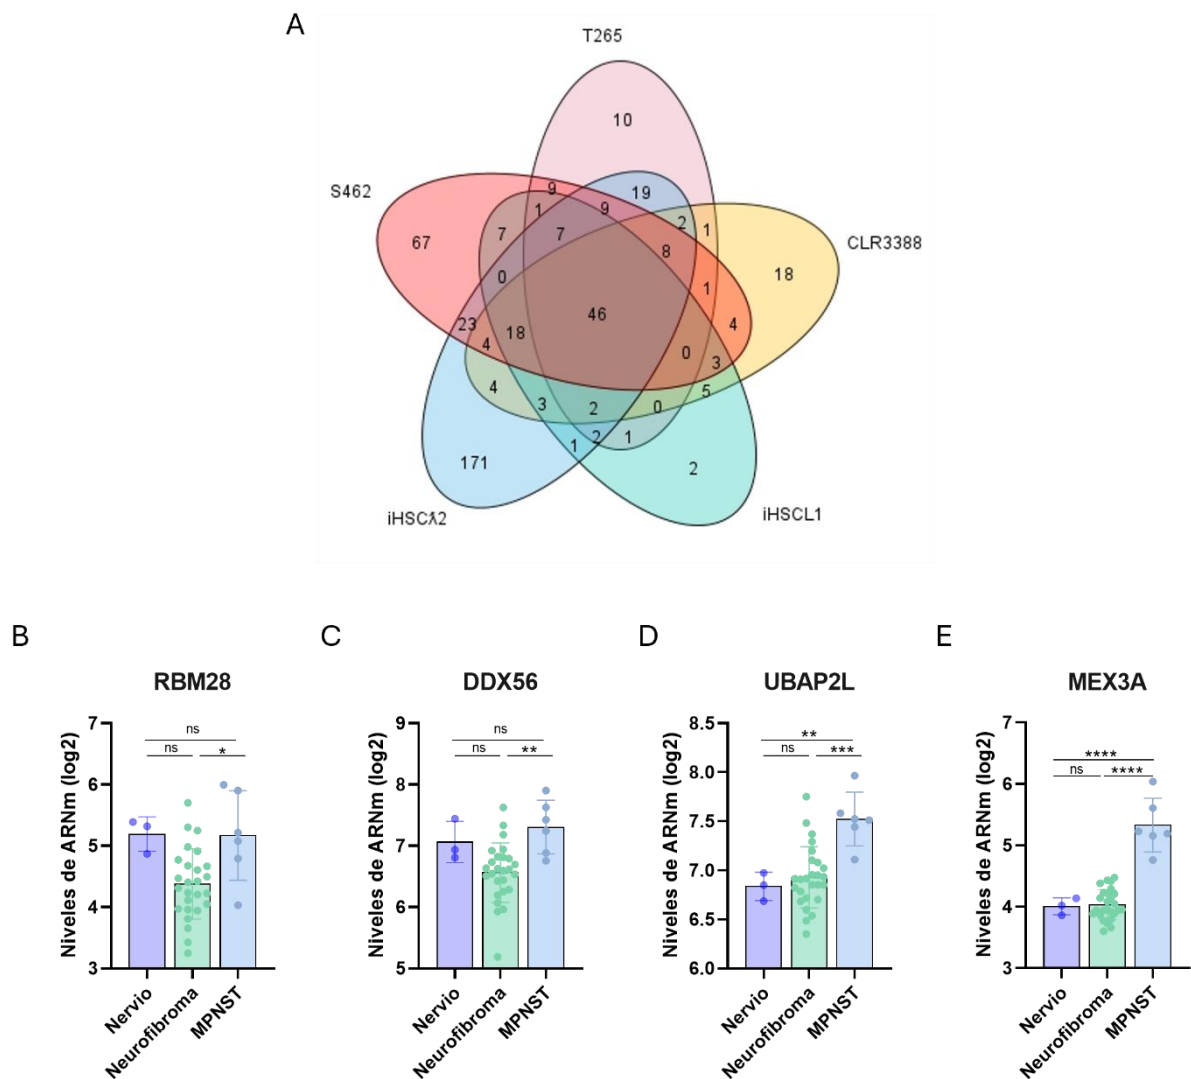 A
T265
10
S462
9
19
1
9
2
1
CLR3388
67
7
7
8
18
0
1
46
23
18
4
4
0
3
4
3
2
0
5
1
2
1
171
2
iHSCƛ2
iHSCL1
B
C
D
E
RBM28
Niveles de ARNm (log2)
7
6
5
4
3
ns
ns
*
Nervio
Neurofibroma
MPNST
DDX56
Niveles de ARNm (log2)
9
8
7
6
5
ns
ns
**
Nervio
Neurofibroma
MPNST
UBAP2L
Niveles de ARNm (log2)
8.5
8.0
7.5
7.0
6.5
6.0
**
ns
***
Nervio
Neurofibroma
MPNST
MEX3A
Niveles de ARNm (log2)
7
6
5
4
3
****
ns
****
Nervio
Neurofibroma
MPNST